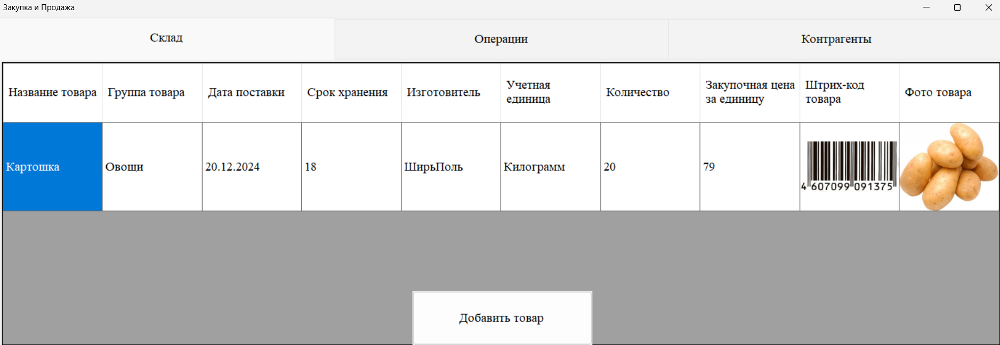 Закупка и Продажа
Склад
Операции
Контрагенты
Название товара
Группа товара
Дата поставки
Срок хранения
Изготовитель
Учетная
единица
Количество
Закупочная цена
за единицу
Штрих-код
товара
Фото товара
Картошка
Овощи
20.12.2024
18
ШирьПоль
Килограмм
20
79
4 607099 091375
Добавить товар